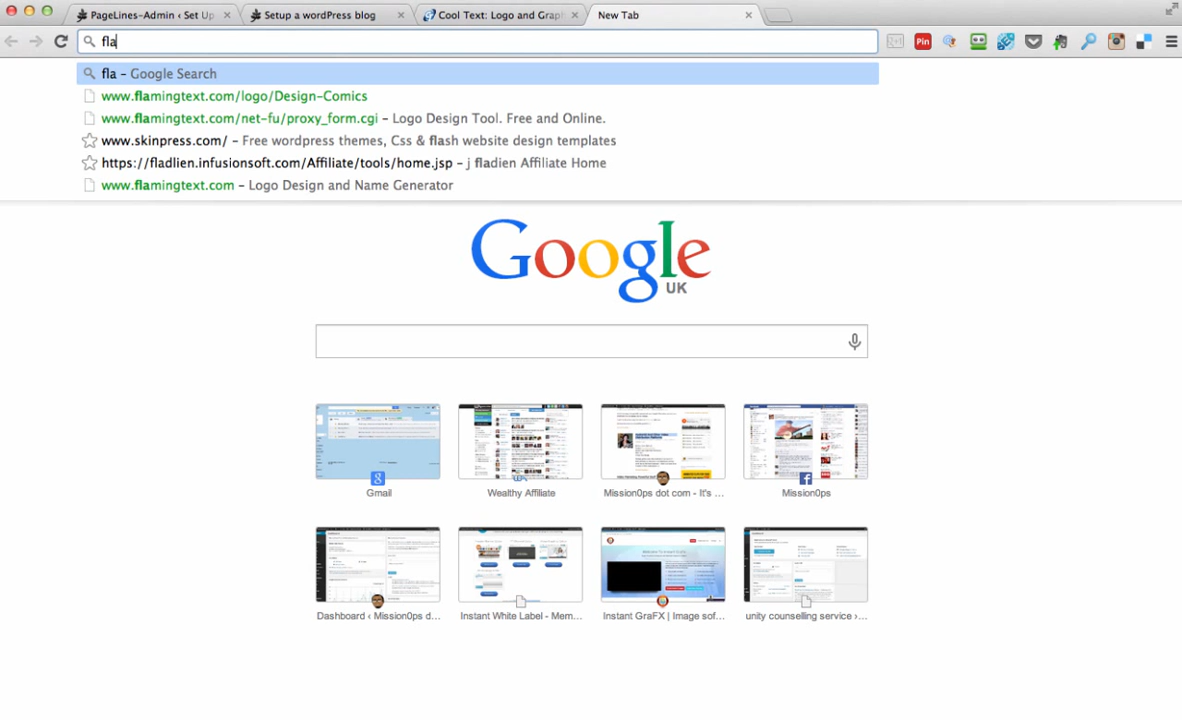 PageLines-Admin ‹ Set Up
Setup a wordPress blog
Cool Text: Logo and Grap
New Tab
fla
Pin
fla – Google Search
www.flamingtext.com/logo/Design-Comics
www.flamingtext.com/net-fu/proxy_form.cgi – Logo Design Tool. Free and Online.
www.skinpress.com/ – Free wordpress themes, Css & flash website design templates
https://fladlien.infusionsoft.com/Affiliate/tools/home.jsp – j fladien Affiliate Home
www.flamingtext.com – Logo Design and Name Generator
Google
UK
Gmail
Wealthy Affiliate
Mission0ps dot com - It's ...
Mission0ps
Dashboard ‹ Mission0ps d...
Instant White Label - Mem...
Instant GraFX | Image sof...
unity counselling service ›...